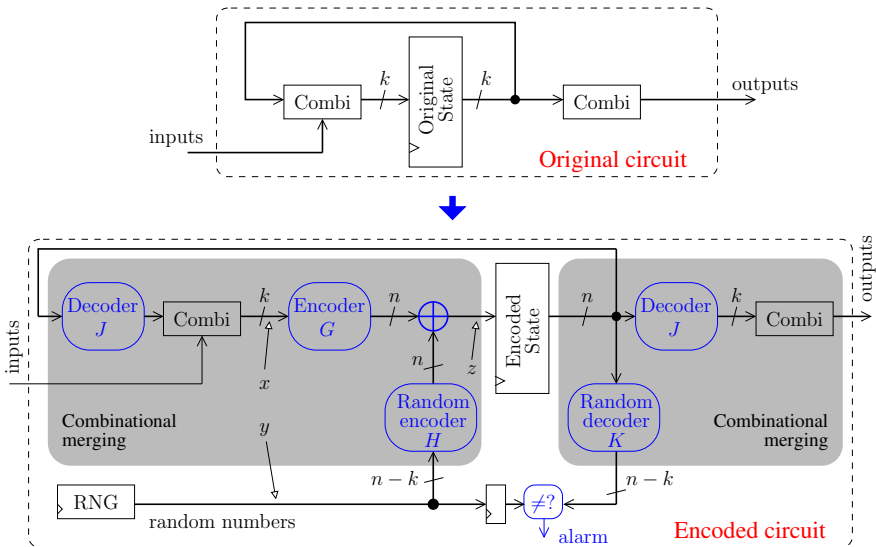 k
k
Combi
Original
State
Combi
outputs
inputs
Original circuit
outputs
inputs
Decoder
J
Combi
k
Encoder
G
n
n
x
z
Encoded
State
n
Decoder
J
k
Combi
Random
encoder
H
Random
decoder
K
Combinational
merging
Combinational
merging
y
n − k
n − k
RNG
random numbers
≠?
alarm
Encoded circuit